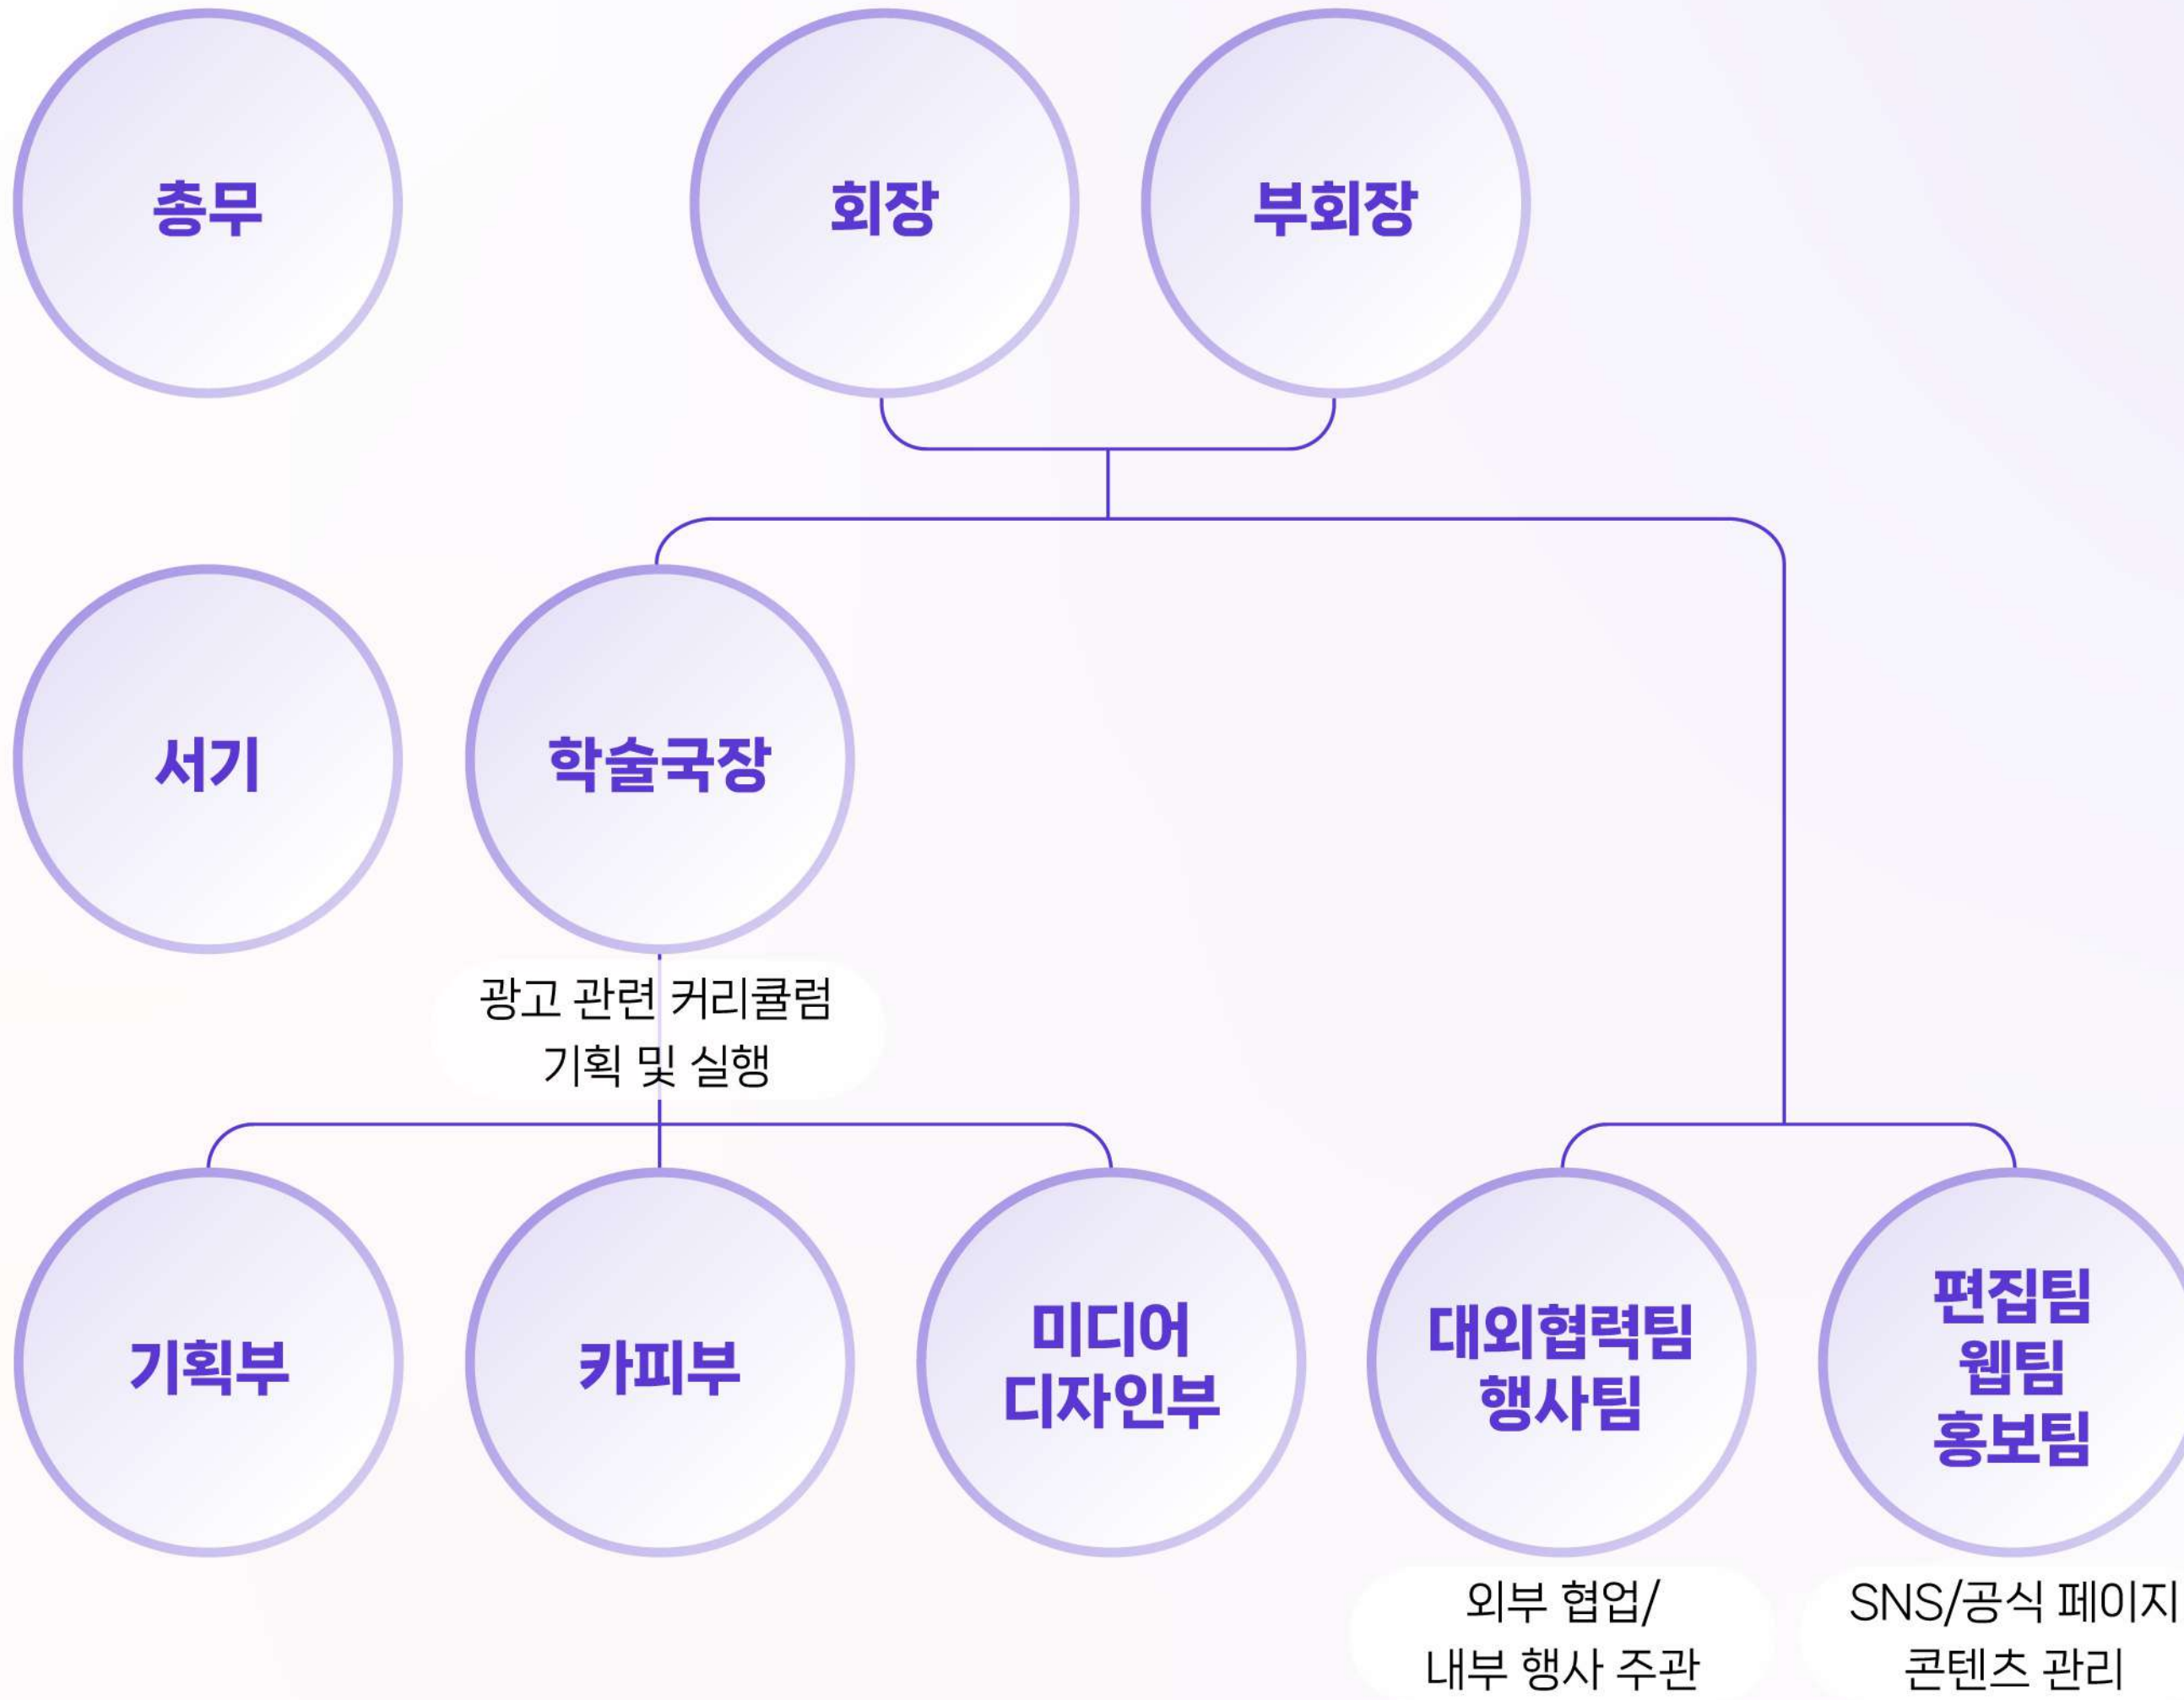 총무
회장
부회장
서기
학술국장
광고 관련 커리큘럼
기획 및 실행
기획부
카피부
미디어
디자인부
대외협력팀
행사팀
편집팀
웹팀
홍보팀
외부 협업/
내부 행사 주관
SNS/공식 페이지
콘텐츠 관리